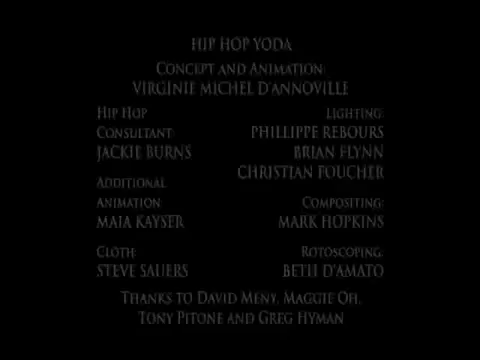 HIP HOP YODA
CONCEPT AND ANIMATION:
VIRGINIE MICHEL D'ANNOVILLE
HIP HOP
CONSULTANT:
JACKIE BURNS
ADDITIONAL
ANIMATION:
MAIA KAYSER
CLOTH:
STEVE SAUERS
LIGHTING:
PHILLIPPE REBOURS
BRIAN FLYNN
CHRISTIAN FOUCHER
COMPOSITING:
MARK HOPKINS
ROTOSCOPING:
BETH D'AMATO
THANKS TO DAVID MENY, MAGGIE OH,
TONY PITONE AND GREG HYMAN